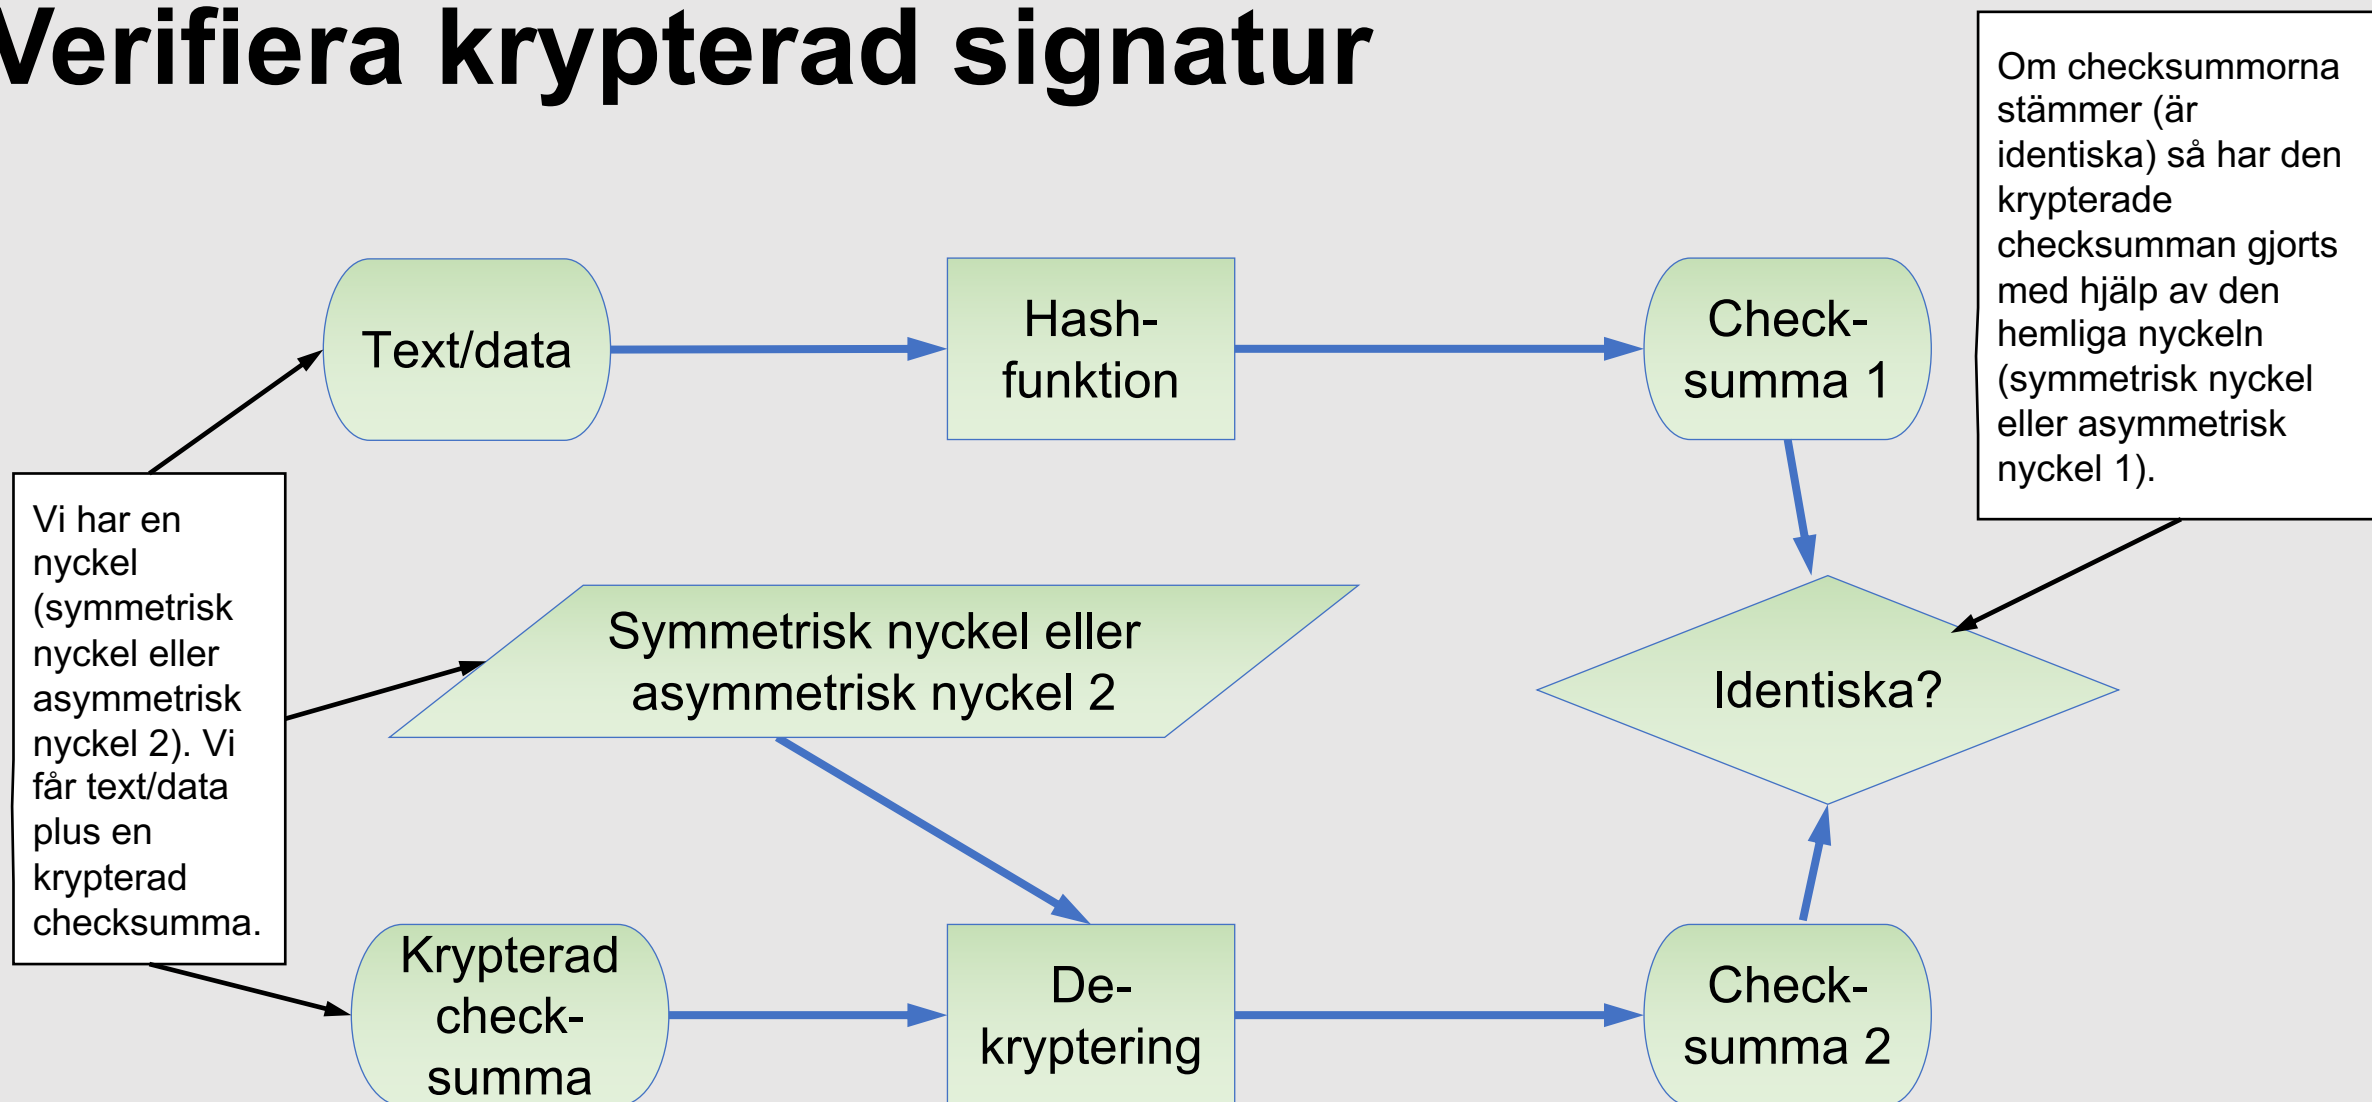 Verifiera krypterad signatur
Om checksummorna
stämmer (är
identiska) så har den
krypterade
checksumman gjorts
med hjälp av den
hemliga nyckeln
(symmetrisk nyckel
eller asymmetrisk
nyckel 1).
Text/data
Hash-
funktion
Check-
summa 1
Vi har en
nyckel
(symmetrisk
nyckel eller
asymmetrisk
nyckel 2). Vi
får text/data
plus en
krypterad
checksumma.
Symmetrisk nyckel eller
asymmetrisk nyckel 2
Identiska?
Krypterad
check-
summa
De-
kryptering
Check-
summa 2